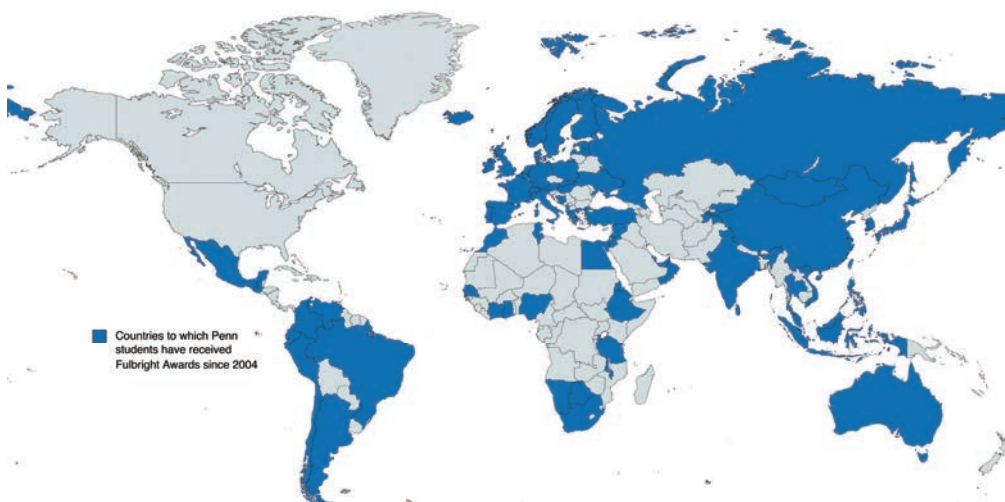 Countries to which Penn
students have received
Fulbright Awards since 2004